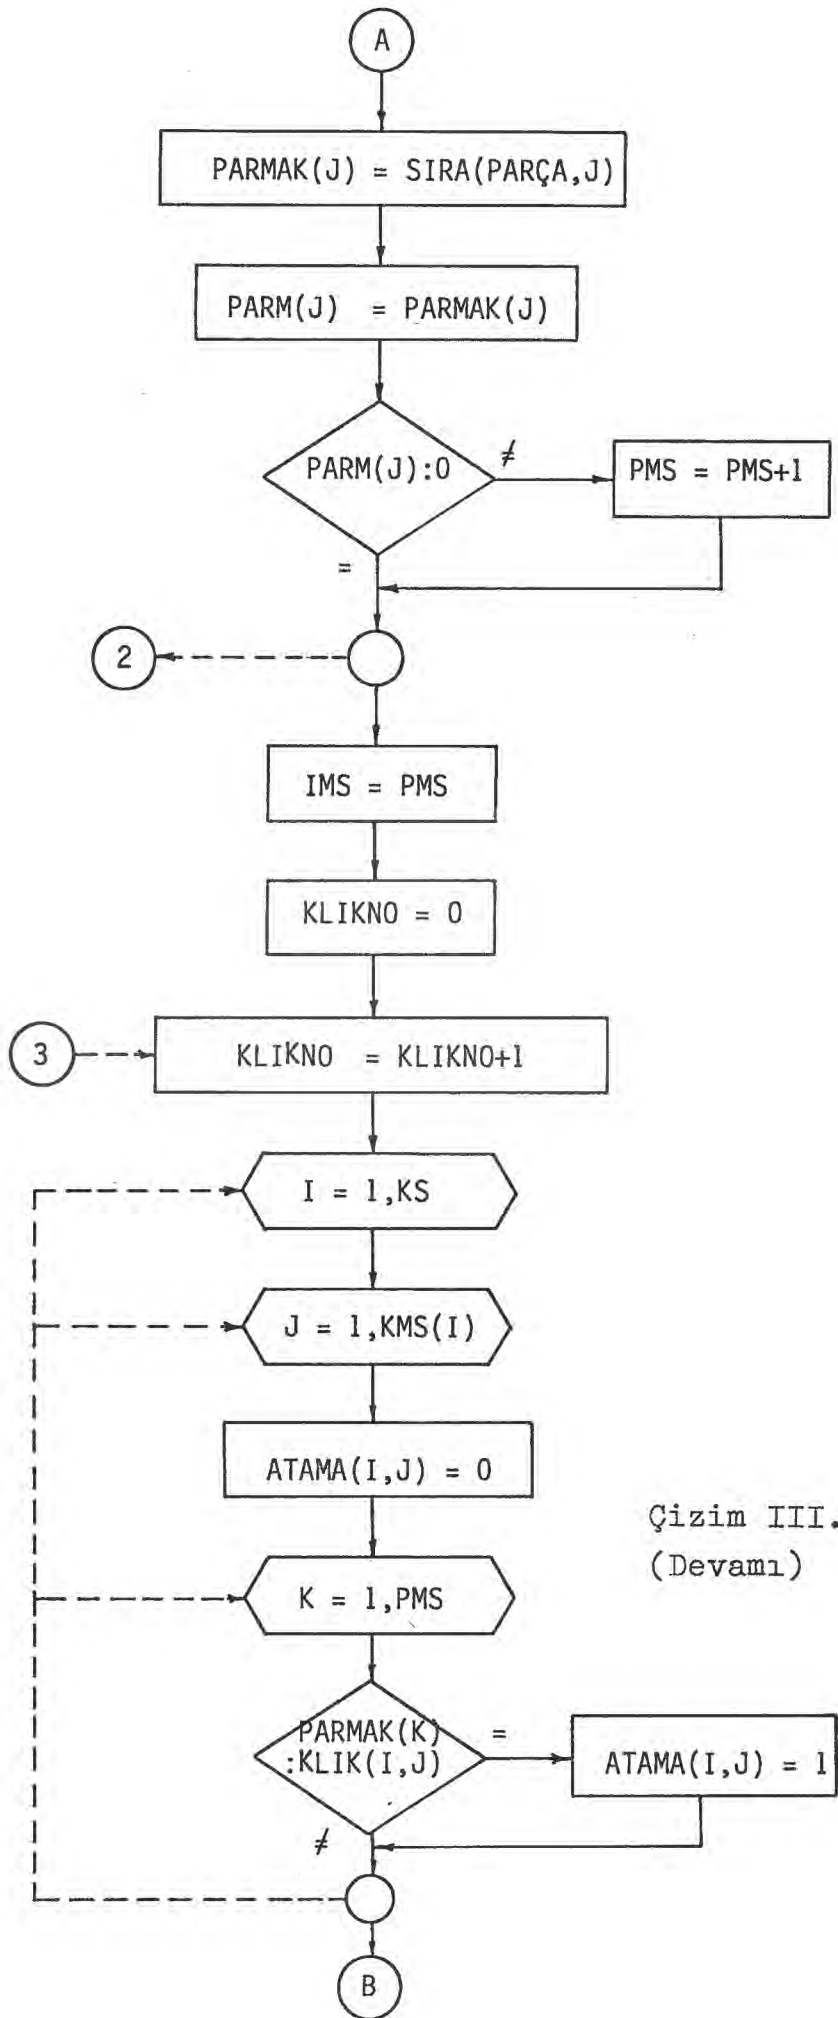 A
PARMAK(J) = SIRA(PARÇA,J)
PARM(J) = PARMAK(J)
PARM(J):0
≠
PMS = PMS+1
=
2
IMS = PMS
KLIKNO = 0
3
KLIKNO = KLIKNO+1
I = 1,KS
J = 1,KMS(I)
ATAMA(I,J) = 0
Çizim III.
(Devamı)
K = 1,PMS
PARMAK(K)
:KLIK(I,J)
=
ATAMA(I,J) = 1
≠
B